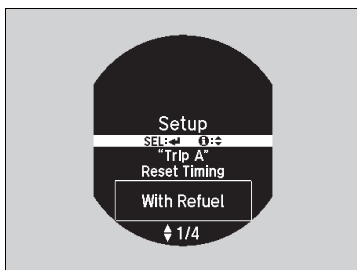 Setup
SEL:↵ ℹ:♦
"Trip A"
Reset Timing
With Refuel
♦ 1/4